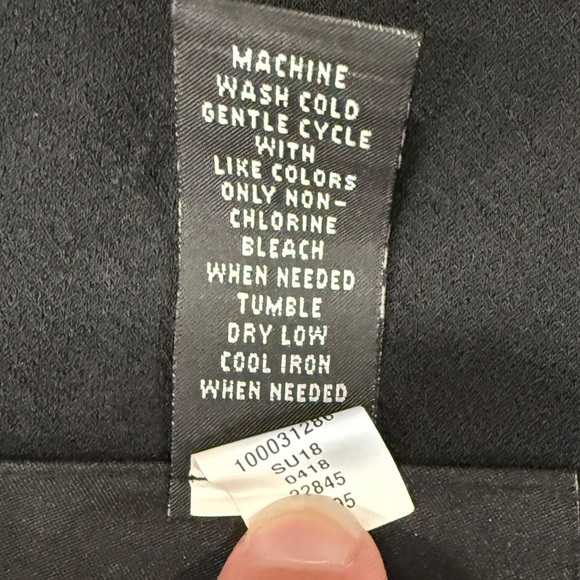 MACHINE
WASH COLD
GENTLE CYCLE
WITH
LIKE COLORS
ONLY NON-
CHLORINE
BLEACH
WHEN NEEDED
TUMBLE
DRY LOW
COOL IRON
WHEN NEEDED
SU18
0418